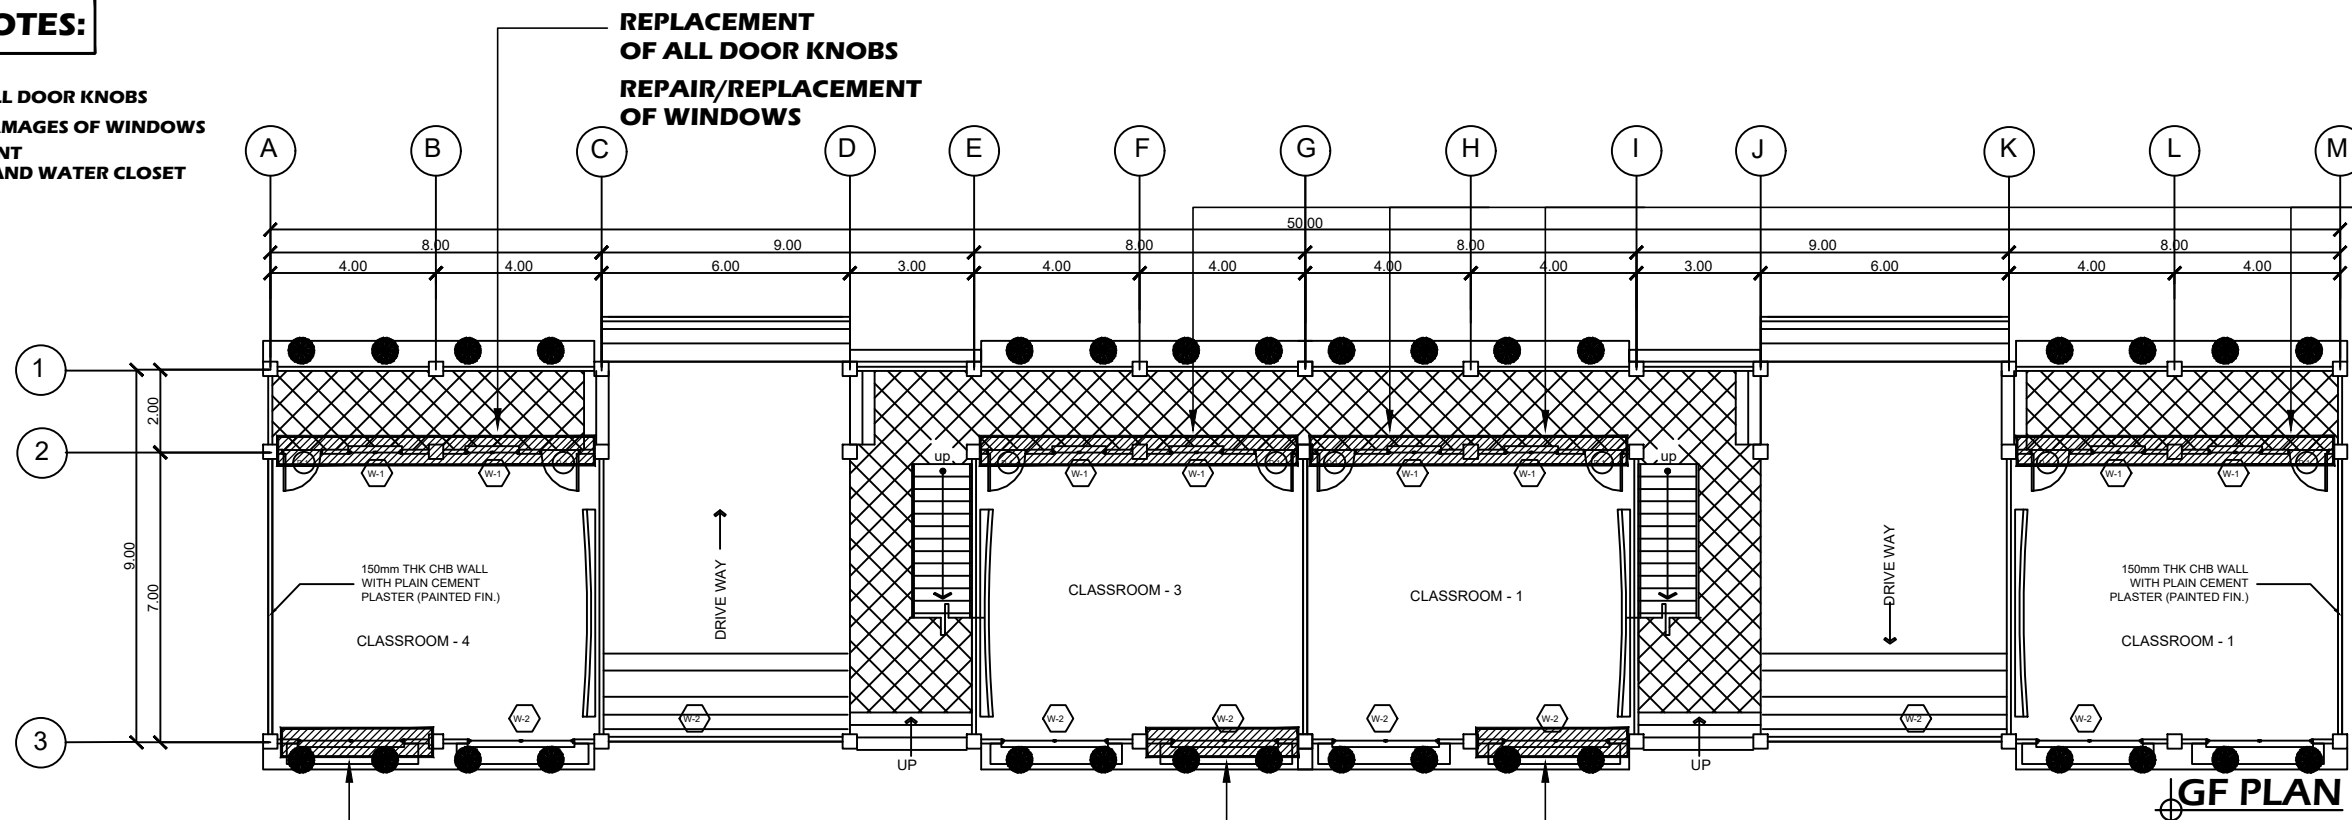 OTES:
LL DOOR KNOBS
AMAGES OF WINDOWS
NT
AND WATER CLOSET
REPLACEMENT
OF ALL DOOR KNOBS
REPAIR/REPLACEMENT
OF WINDOWS
A B C D E F G H I J K L M
50.00
8.00 9.00 8.00 8.00 9.00 8.00
4.00 4.00 6.00 3.00 4.00 4.00 4.00 4.00 3.00 6.00 4.00 4.00
1
2.00
2
up up
W-1 W-1 W-1 W-1 W-1 W-1 W-1 W-1
9.00
7.00
150mm THK CHB WALL
WITH PLAIN CEMENT
PLASTER (PAINTED FIN.)
CLASSROOM - 4
DRIVE WAY
CLASSROOM - 3
CLASSROOM - 1
DRIVE WAY
150mm THK CHB WALL
WITH PLAIN CEMENT
PLASTER (PAINTED FIN.)
CLASSROOM - 1
W-2 W-2 W-2 W-2 W-2 W-2 W-2 W-2
3
UP UP
GF PLAN